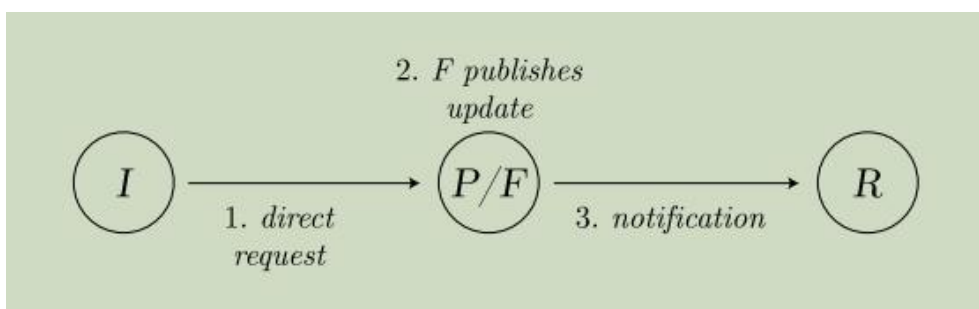 2. F publishes
update
I
P/F
R
1. direct
request
3. notification